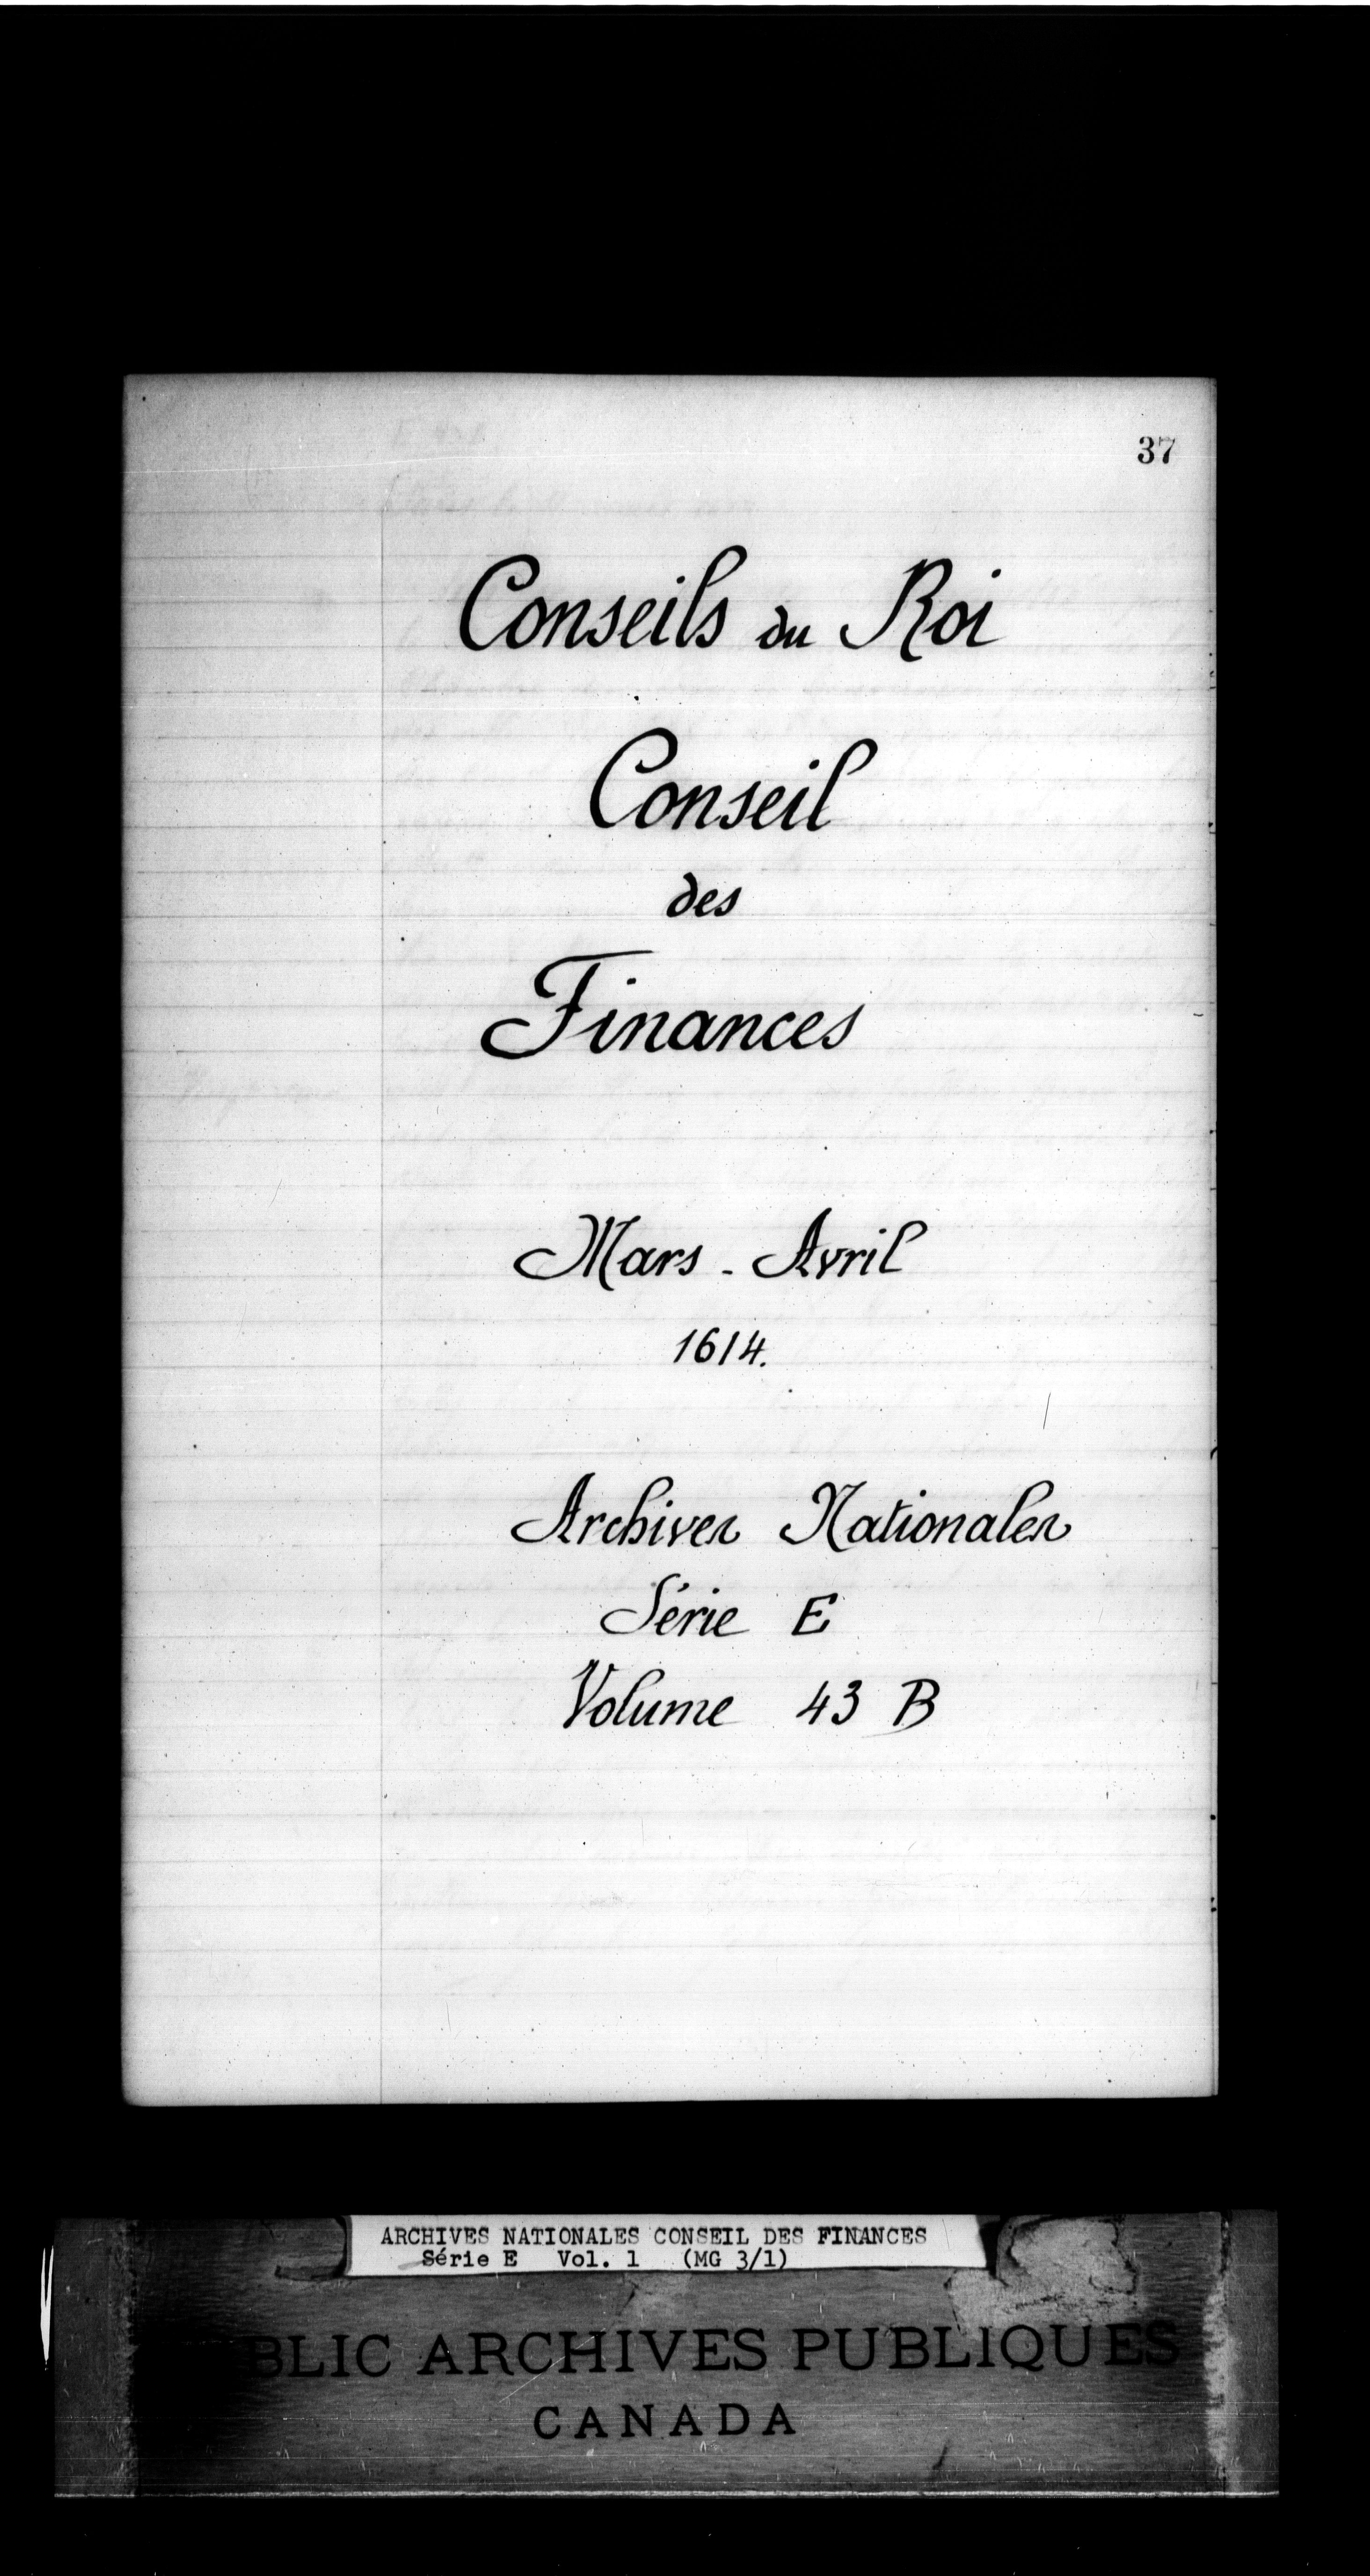 37
Conseils du Roi
Conseil
des
Finances
Mars - Avril
1614.
Archives Nationales
Série E
Volume 43 B
ARCHIVES NATIONALES CONSEIL DES FINANCES
Série E Vol. 1 (MG 3/1)
BLIC ARCHIVES PUBLIQUES
CANADA